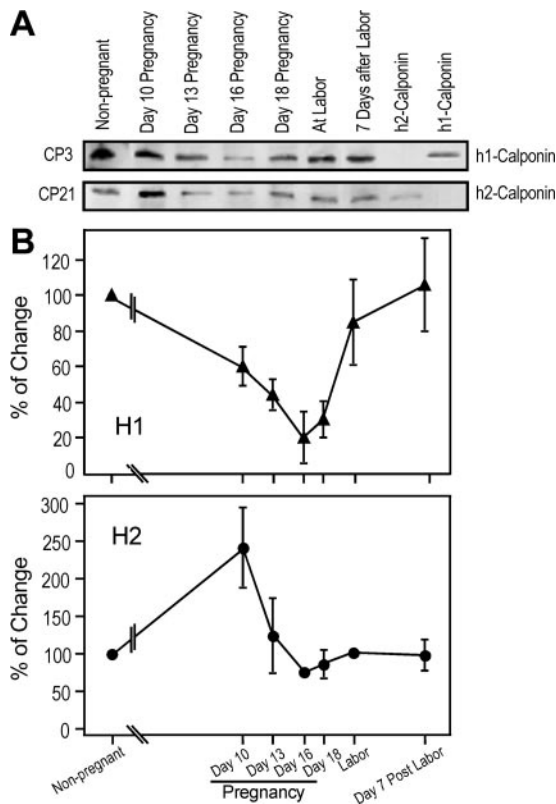 A
Non-pregnant
Day 10 Pregnancy
Day 13 Pregnancy
Day 16 Pregnancy
Day 18 Pregnancy
At Labor
7 Days after Labor
h2-Calponin
h1-Calponin
CP3
h1-Calponin
CP21
h2-Calponin
B
% of Change
120
100
80
60
40
20
0
H1
% of Change
300
250
200
150
100
50
0
H2
Non-pregnant
Day 10
Day 13
Day 16
Day 18
Labor
Day 7 Post Labor
Pregnancy